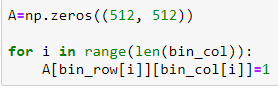 A=np.zeros((512, 512))
for i in range(len(bin_col)):
    A[bin_row[i]][bin_col[i]]=1